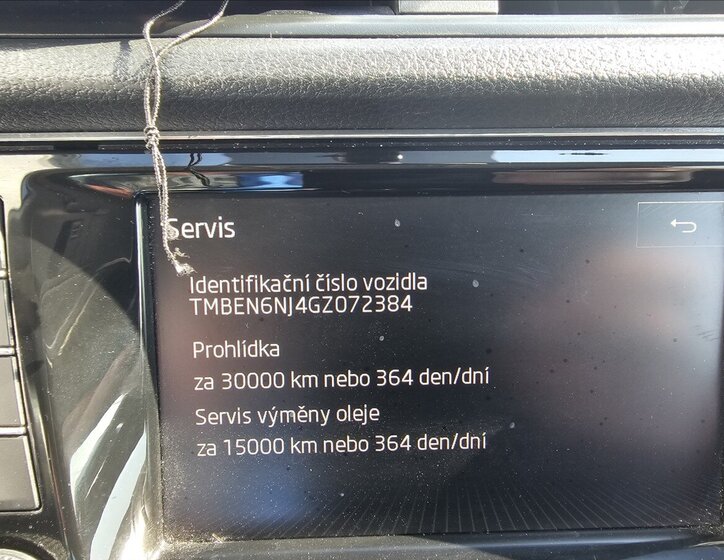 Servis
Identifikační číslo vozidla
TMBEN6NJ4GZ072384
Prohlídka
za 30000 km nebo 364 den/dní
Servis výměny oleje
za 15000 km nebo 364 den/dní